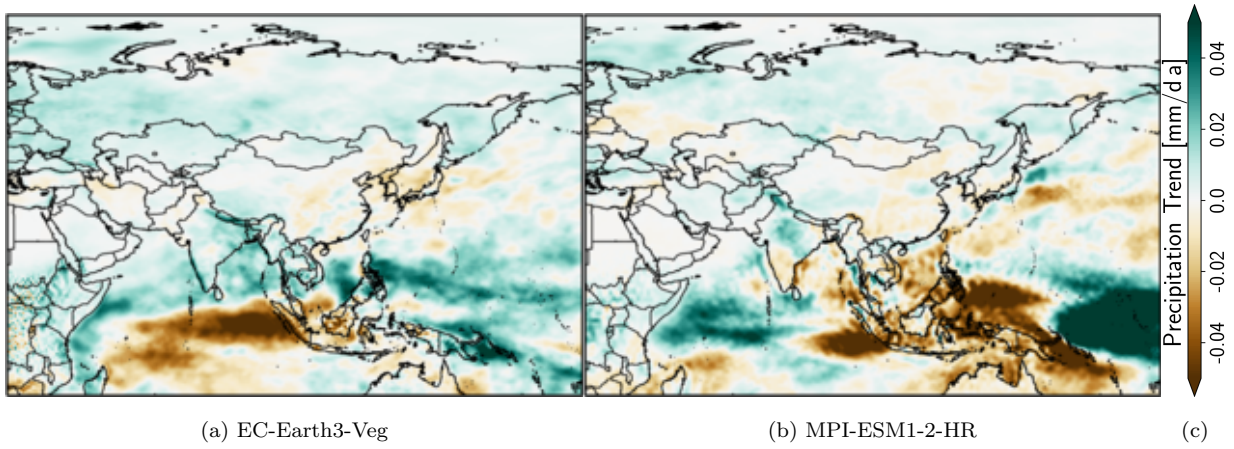 0.04
0.02
0.0
-0.02
-0.04
Precipitation Trend [mm/d a]
(a) EC-Earth3-Veg
(b) MPI-ESM1-2-HR
(c)